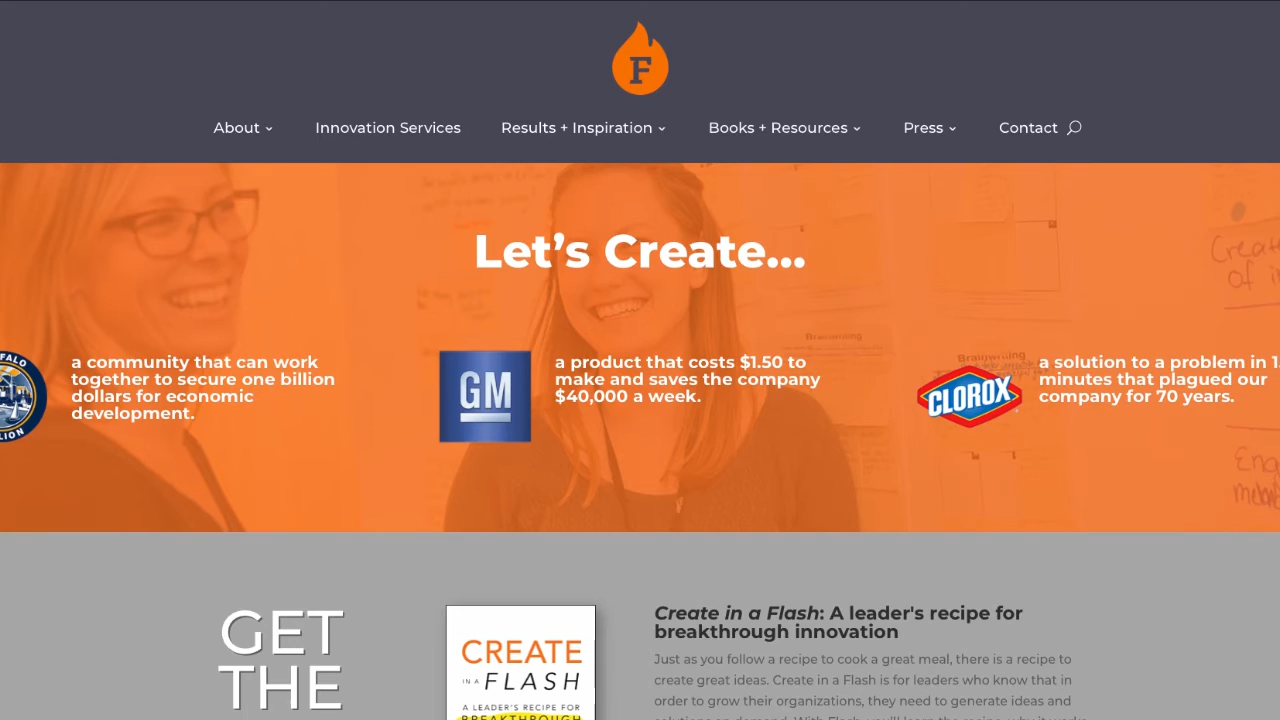 F
About
Innovation Services
Results + Inspiration
Books + Resources
Press
Contact
Let’s Create...
a community that can work
together to secure one billion
dollars for economic
development.
GM
a product that costs $1.50 to
make and saves the company
$40,000 a week.
CLOROX
a solution to a problem in
minutes that plagued our
company for 70 years.
Brainwriting
Brainwriting
GET
THE
CREATE
IN A FLASH
A LEADER'S RECIPE FOR
BREAKTHROUGH
Create in a Flash: A leader's recipe for
breakthrough innovation
Just as you follow a recipe to cook a great meal, there is a recipe to
create great ideas. Create in a Flash is for leaders who know that in
order to grow their organizations, they need to generate ideas and